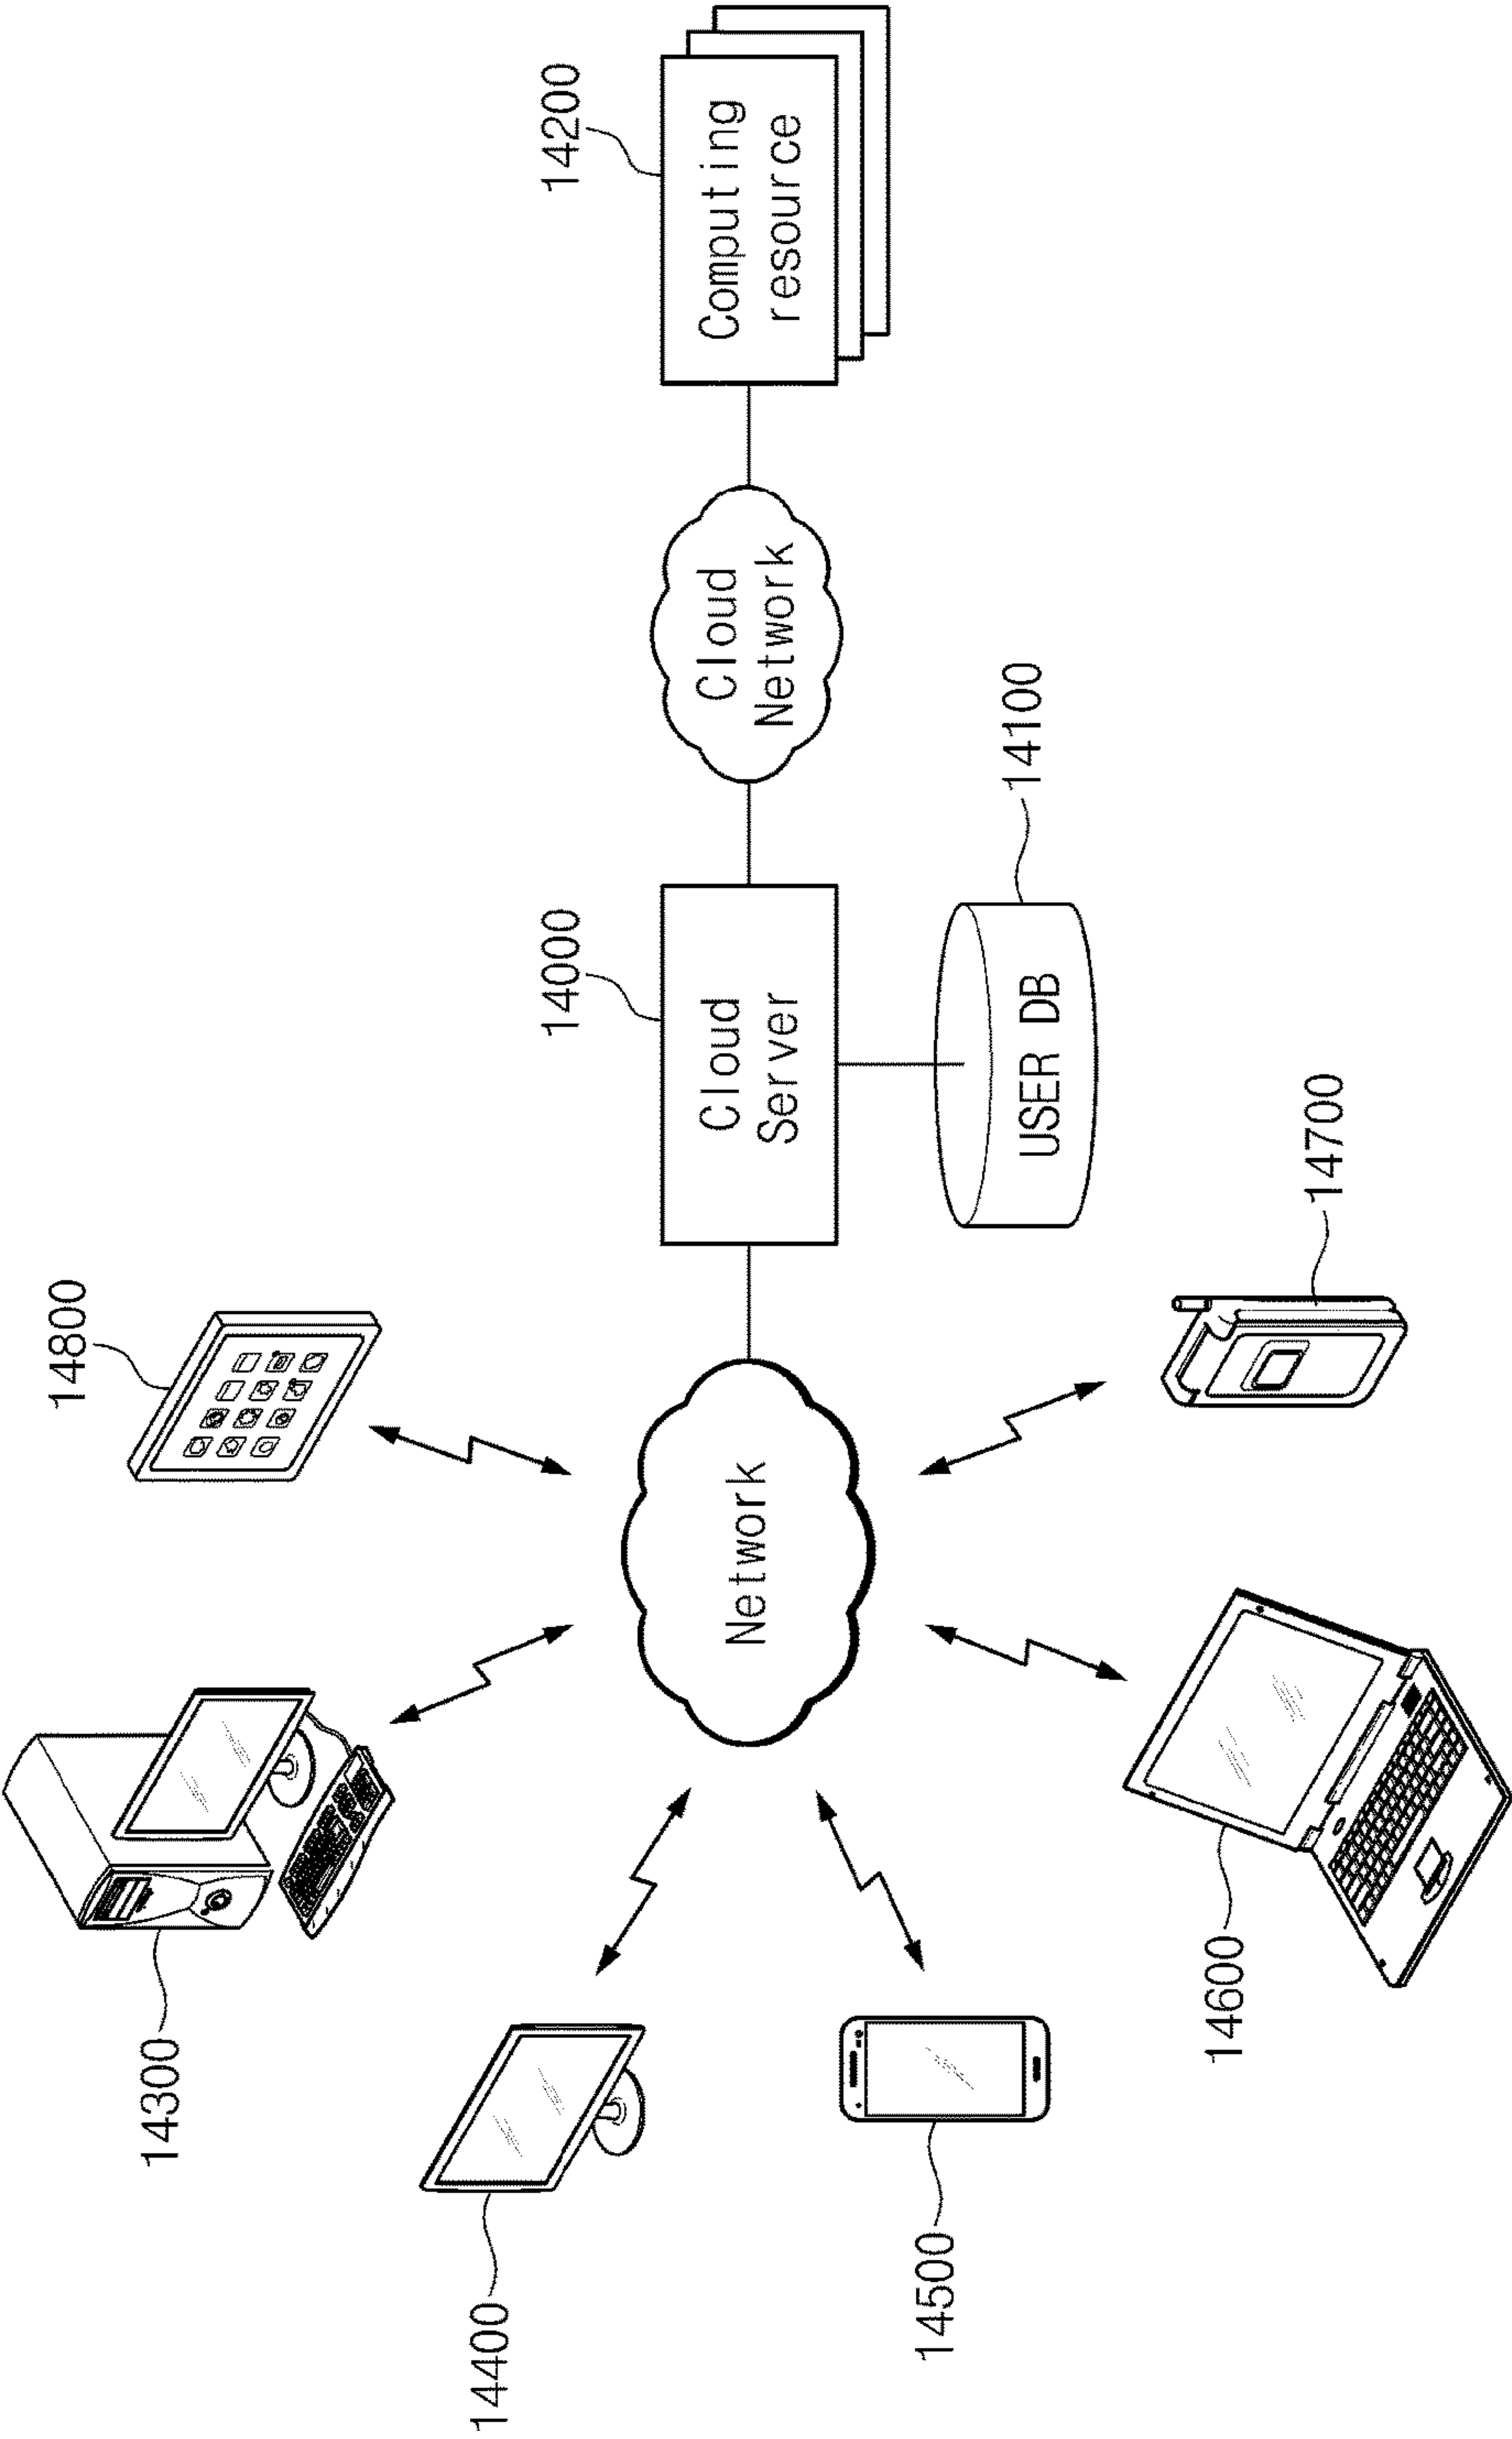 14300
14800
14400
14000
14200
Network
Cloud
Server
Cloud
Network
Computing
resource
14500
USER DB
14100
14600
14700